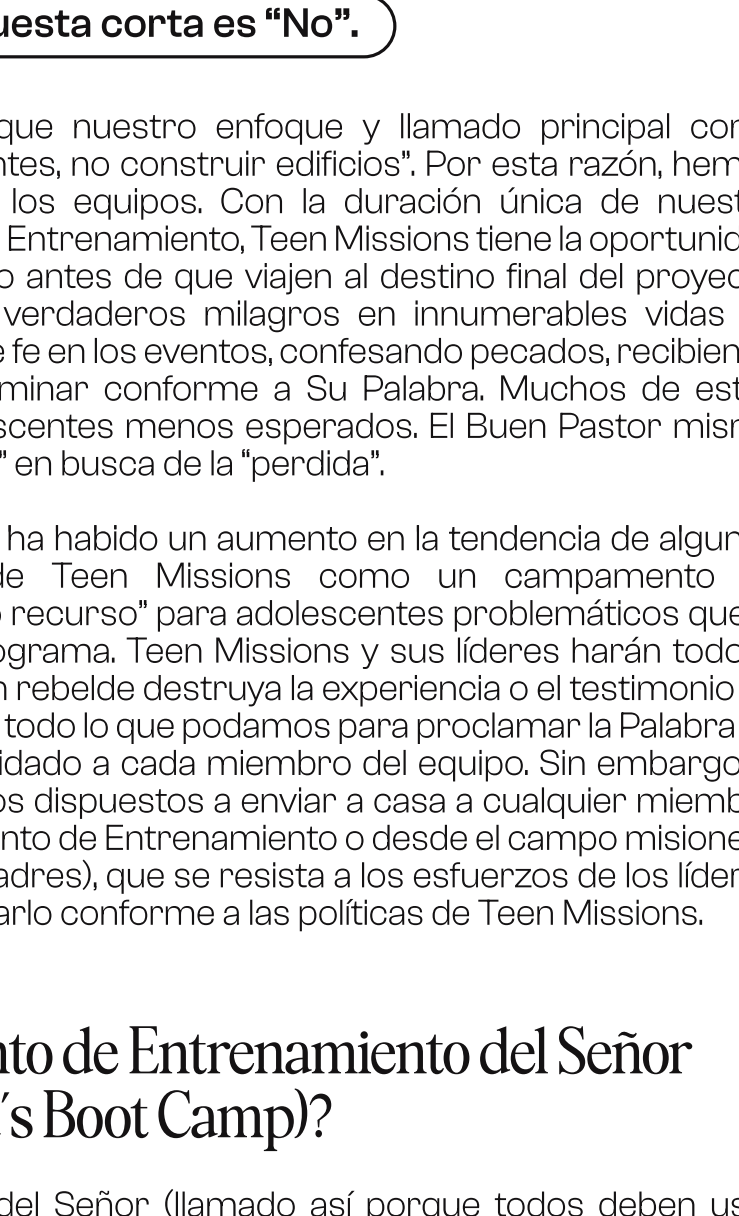 uesta corta es “No”.
que nuestro enfoque y llamado principal con
ntes, no construir edificios”. Por esta razón, hem
los equipos. Con la duración única de nuest
Entrenamiento, Teen Missions tiene la oportunid
o antes de que viajen al destino final del proyec
verdaderos milagros en innumerables vidas
e fe en los eventos, confesando pecados, recibien
minar conforme a Su Palabra. Muchos de est
scentes menos esperados. El Buen Pastor misr
” en busca de la “perdida”.
ha habido un aumento en la tendencia de algun
de Teen Missions como un campamento
o recurso” para adolescentes problemáticos que
ograma. Teen Missions y sus líderes harán todo
n rebelde destruya la experiencia o el testimonio
todo lo que podamos para proclamar la Palabra
idado a cada miembro del equipo. Sin embargo
os dispuestos a enviar a casa a cualquier miemb
nto de Entrenamiento o desde el campo misione
adres), que se resista a los esfuerzos de los líder
arlo conforme a las políticas de Teen Missions.
nto de Entrenamiento del Señor
´s Boot Camp)?
del Señor (llamado así porque todos deben us